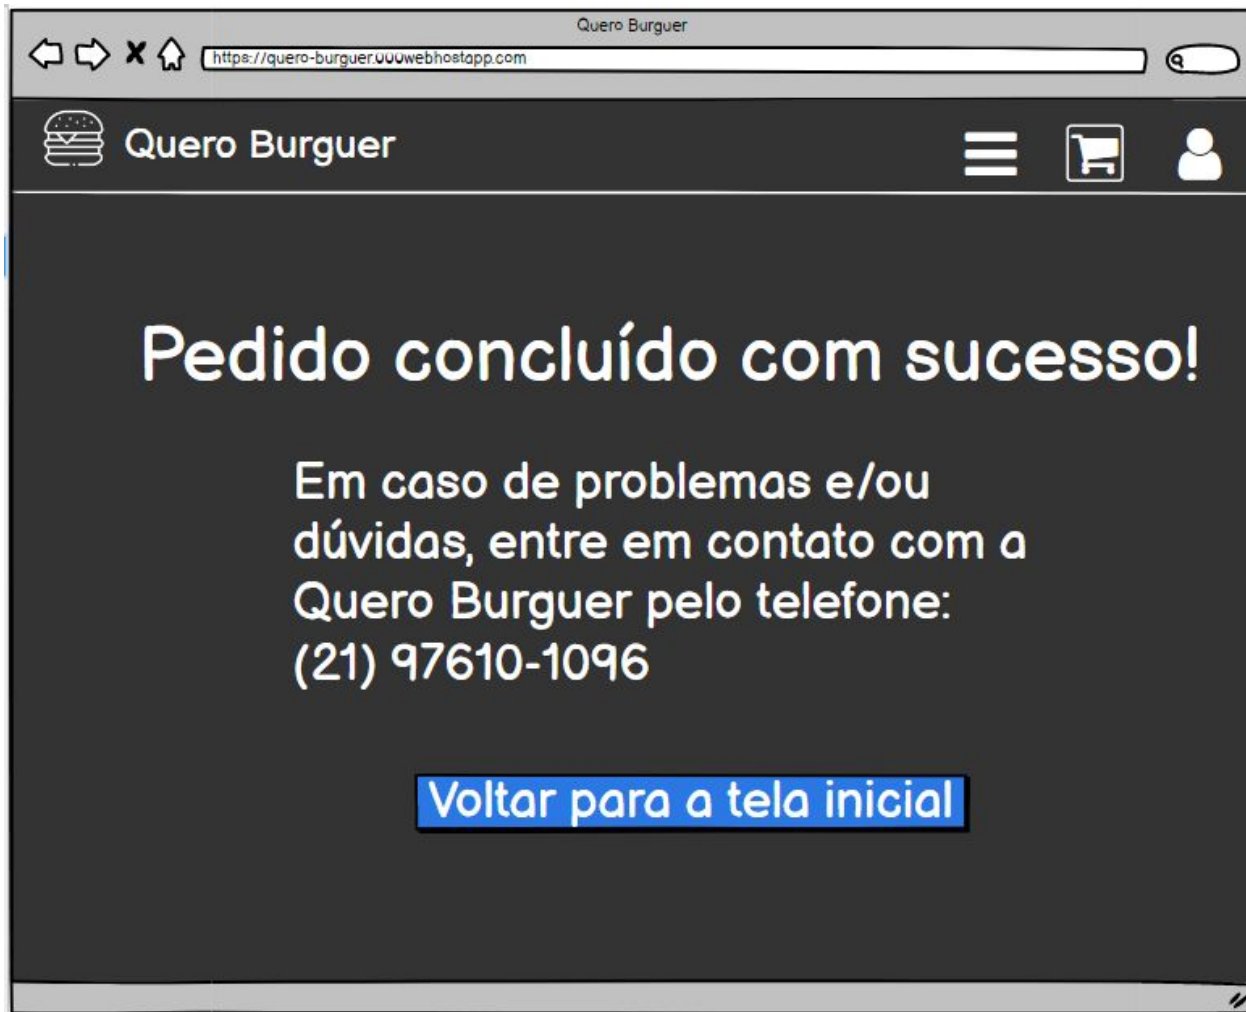 Quero Burguer
https://quero-burguer.000webhostapp.com
Quero Burguer
Pedido concluído com sucesso!
Em caso de problemas e/ou
dúvidas, entre em contato com a
Quero Burguer pelo telefone:
(21) 97610-1096
Voltar para a tela inicial